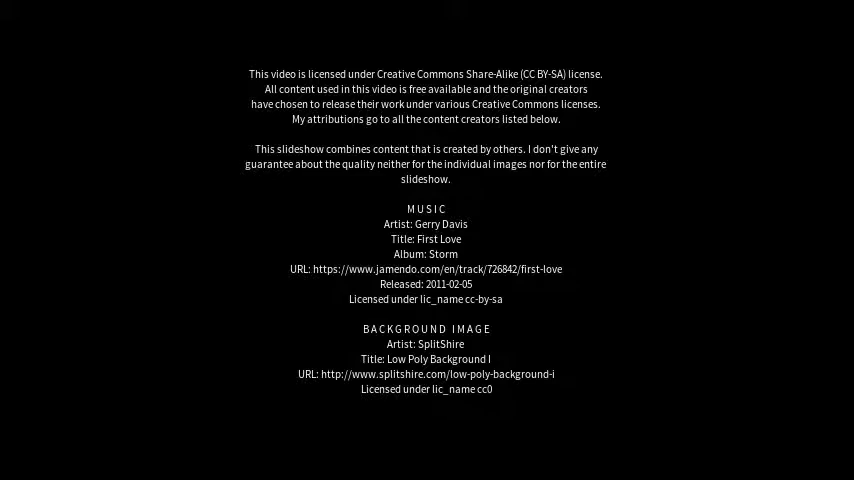 This video is licensed under Creative Commons Share-Alike (CC BY-SA) license.
All content used in this video is free available and the original creators
have chosen to release their work under various Creative Commons licenses.
My attributions go to all the content creators listed below.
This slideshow combines content that is created by others. I don't give any
guarantee about the quality neither for the individual images nor for the entire
slideshow.
MUSIC
Artist: Gerry Davis
Title: First Love
Album: Storm
URL: https://www.jamendo.com/en/track/726842/first-love
Released: 2011-02-05
Licensed under lic_name cc-by-sa
BACKGROUND IMAGE
Artist: SplitShire
Title: Low Poly Background I
URL: http://www.splitshire.com/low-poly-background-i
Licensed under lic_name cc0